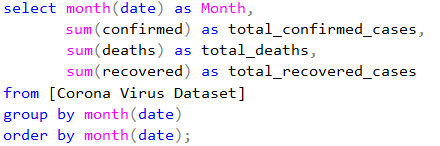 select month(date) as Month,
sum(confirmed) as total_confirmed_cases,
sum(deaths) as total_deaths,
sum(recovered) as total_recovered_cases
from [Corona Virus Dataset]
group by month(date)
order by month(date);